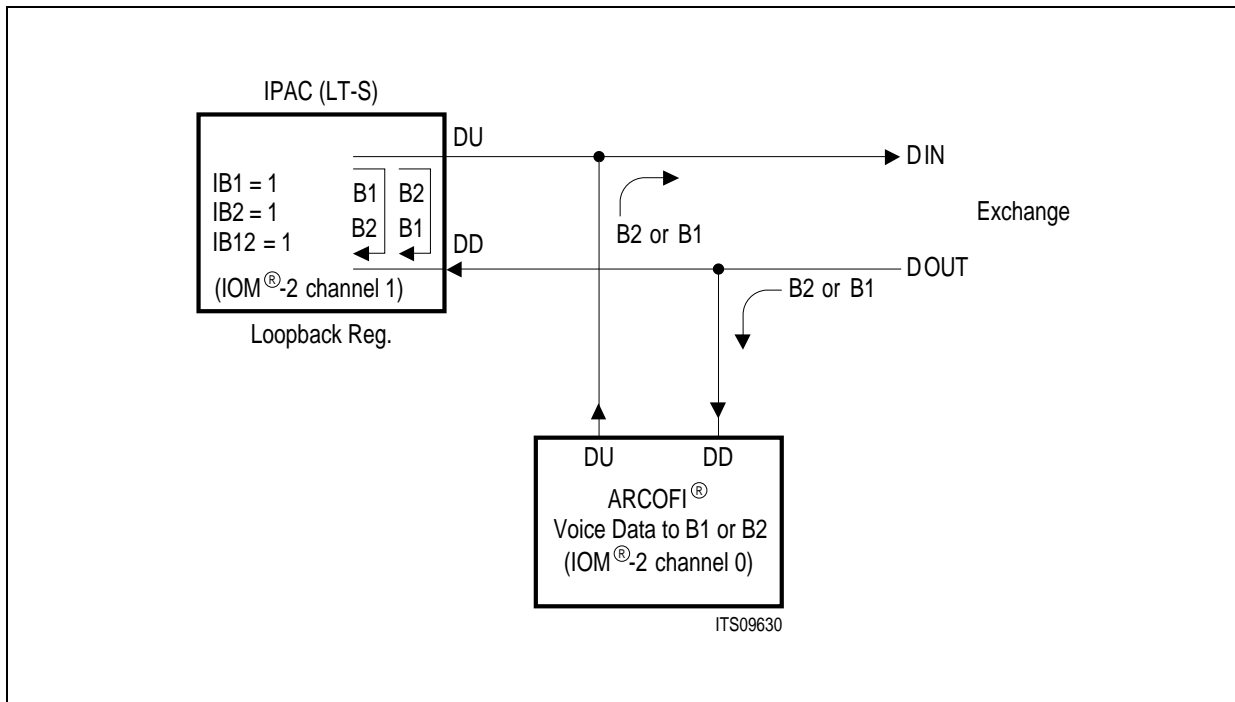 IPAC (LT-S)
DU
DIN
IB1 = 1
IB2 = 1
IB12 = 1
B1
B2
B2
B1
B2 or B1
Exchange
DD
DOUT
(IOM®-2 channel 1)
B2 or B1
Loopback Reg.
DU
DD
ARCOFI®
Voice Data to B1 or B2
(IOM®-2 channel 0)
ITS09630